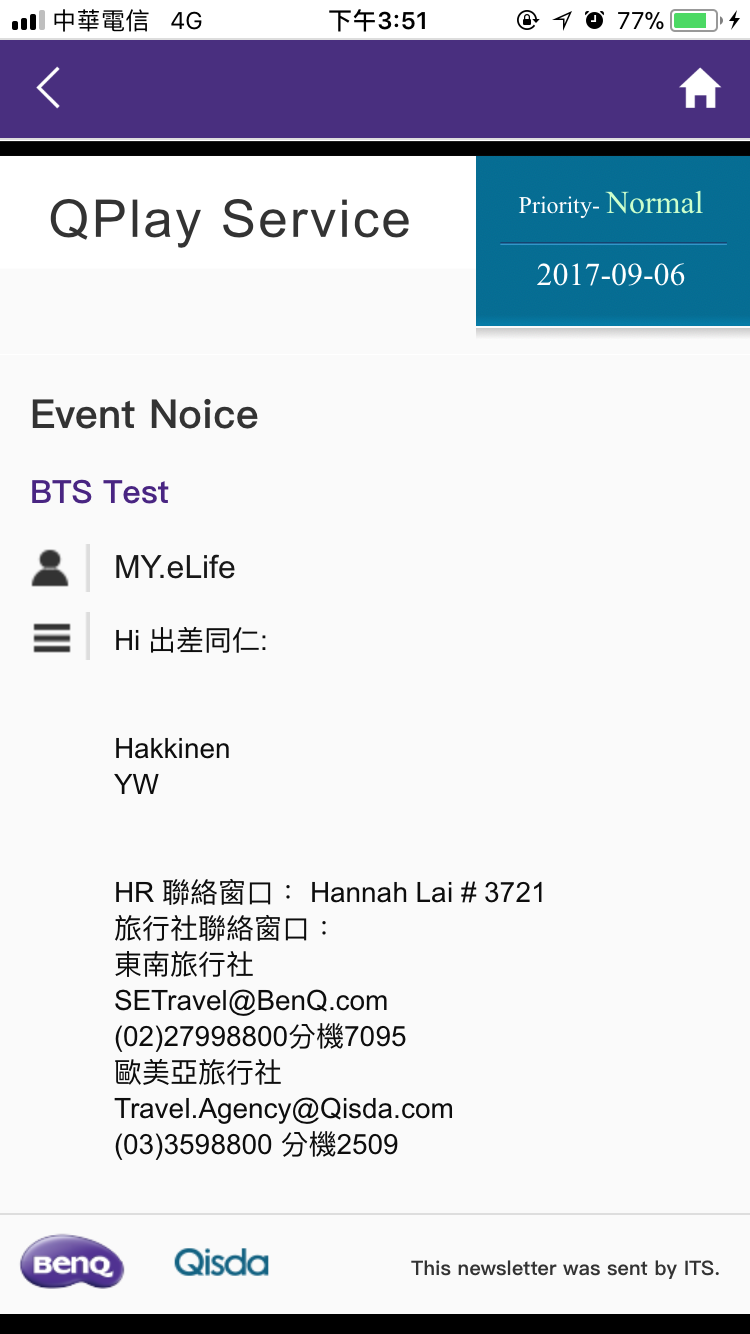 中華電信 4G 下午3:51 77%
QPlay Service
Priority- Normal
2017-09-06
Event Noice
BTS Test
MY.eLife
Hi 出差同仁:
Hakkinen
YW
HR 聯絡窗口： Hannah Lai # 3721
旅行社聯絡窗口：
東南旅行社
SETravel@BenQ.com
(02)27998800分機7095
歐美亞旅行社
Travel.Agency@Qisda.com
(03)3598800 分機2509
BenQ Qisda This newsletter was sent by ITS.